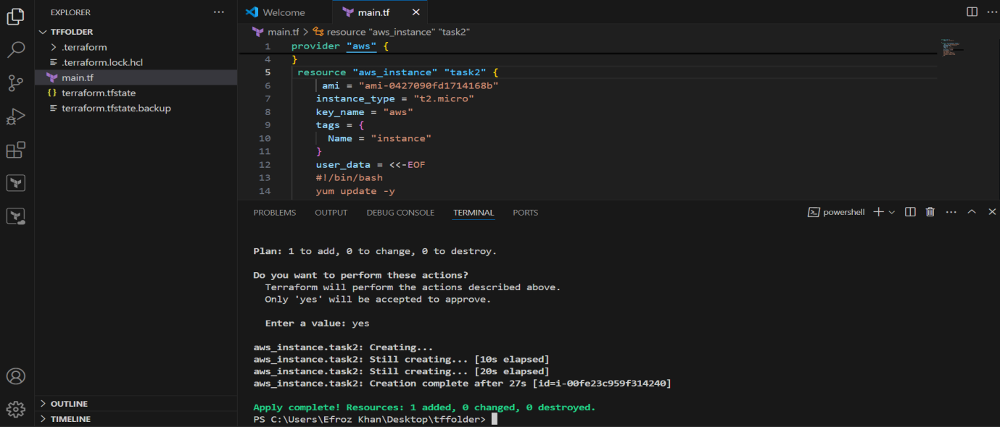 EXPLORER
TFFOLDER
.terraform
.terraform.lock.hcl
main.tf
terraform.tfstate
terraform.tfstate.backup
OUTLINE
TIMELINE
Welcome
main.tf
main.tf > resource "aws_instance" "task2"
1 provider "aws" {
4 }
5 resource "aws_instance" "task2" {
6 ami = "ami-0427090fd1714168b"
7 instance_type = "t2.micro"
8 key_name = "aws"
9 tags = {
10 Name = "instance"
11 }
12 user_data = <<-EOF
13 #!/bin/bash
14 yum update -y
PROBLEMS OUTPUT DEBUG CONSOLE TERMINAL PORTS
powershell
Plan: 1 to add, 0 to change, 0 to destroy.
Do you want to perform these actions?
Terraform will perform the actions described above.
Only 'yes' will be accepted to approve.
Enter a value: yes
aws_instance.task2: Creating...
aws_instance.task2: Still creating... [10s elapsed]
aws_instance.task2: Still creating... [20s elapsed]
aws_instance.task2: Creation complete after 27s [id=i-00fe23c959f314240]
Apply complete! Resources: 1 added, 0 changed, 0 destroyed.
PS C:\Users\Efroz Khan\Desktop\tffolder>